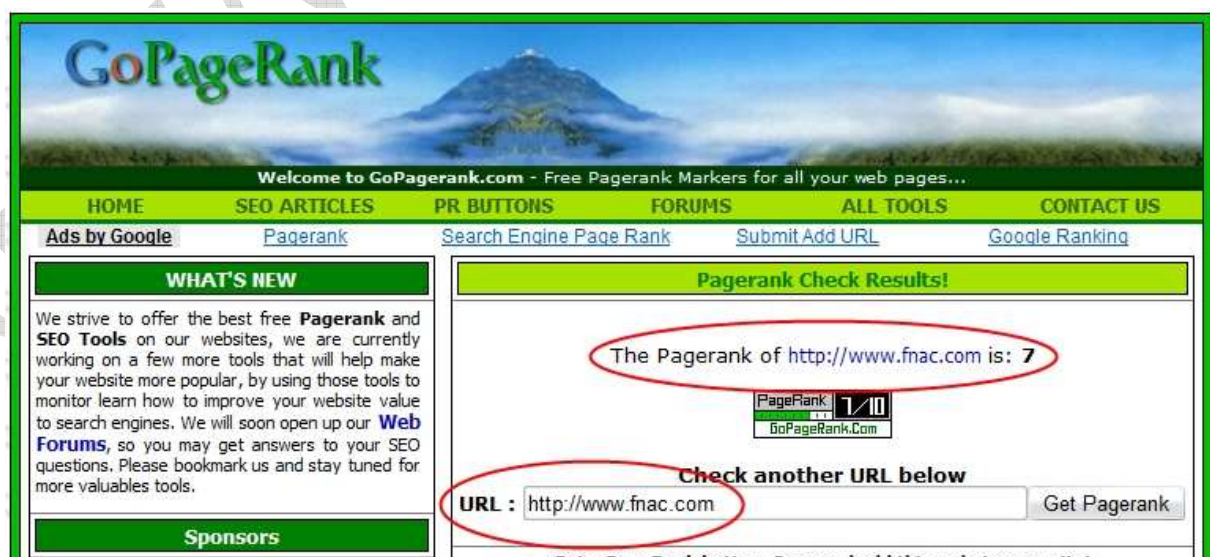 GoPageRank
Welcome to GoPagerank.com - Free Pagerank Markers for all your web pages...
HOME SEO ARTICLES PR BUTTONS FORUMS ALL TOOLS CONTACT US
Ads by Google Pagerank Search Engine Page Rank Submit Add URL Google Ranking
WHAT'S NEW
We strive to offer the best free Pagerank and
SEO Tools on our websites, we are currently
working on a few more tools that will help make
your website more popular, by using those tools to
monitor learn how to improve your website value
to search engines. We will soon open up our Web
Forums, so you may get answers to your SEO
questions. Please bookmark us and stay tuned for
more valuables tools.
Sponsors
Pagerank Check Results!
The Pagerank of http://www.fnac.com is: 7
PageRank 7/10
GoPageRank.Com
Check another URL below
URL : http://www.fnac.com Get Pagerank